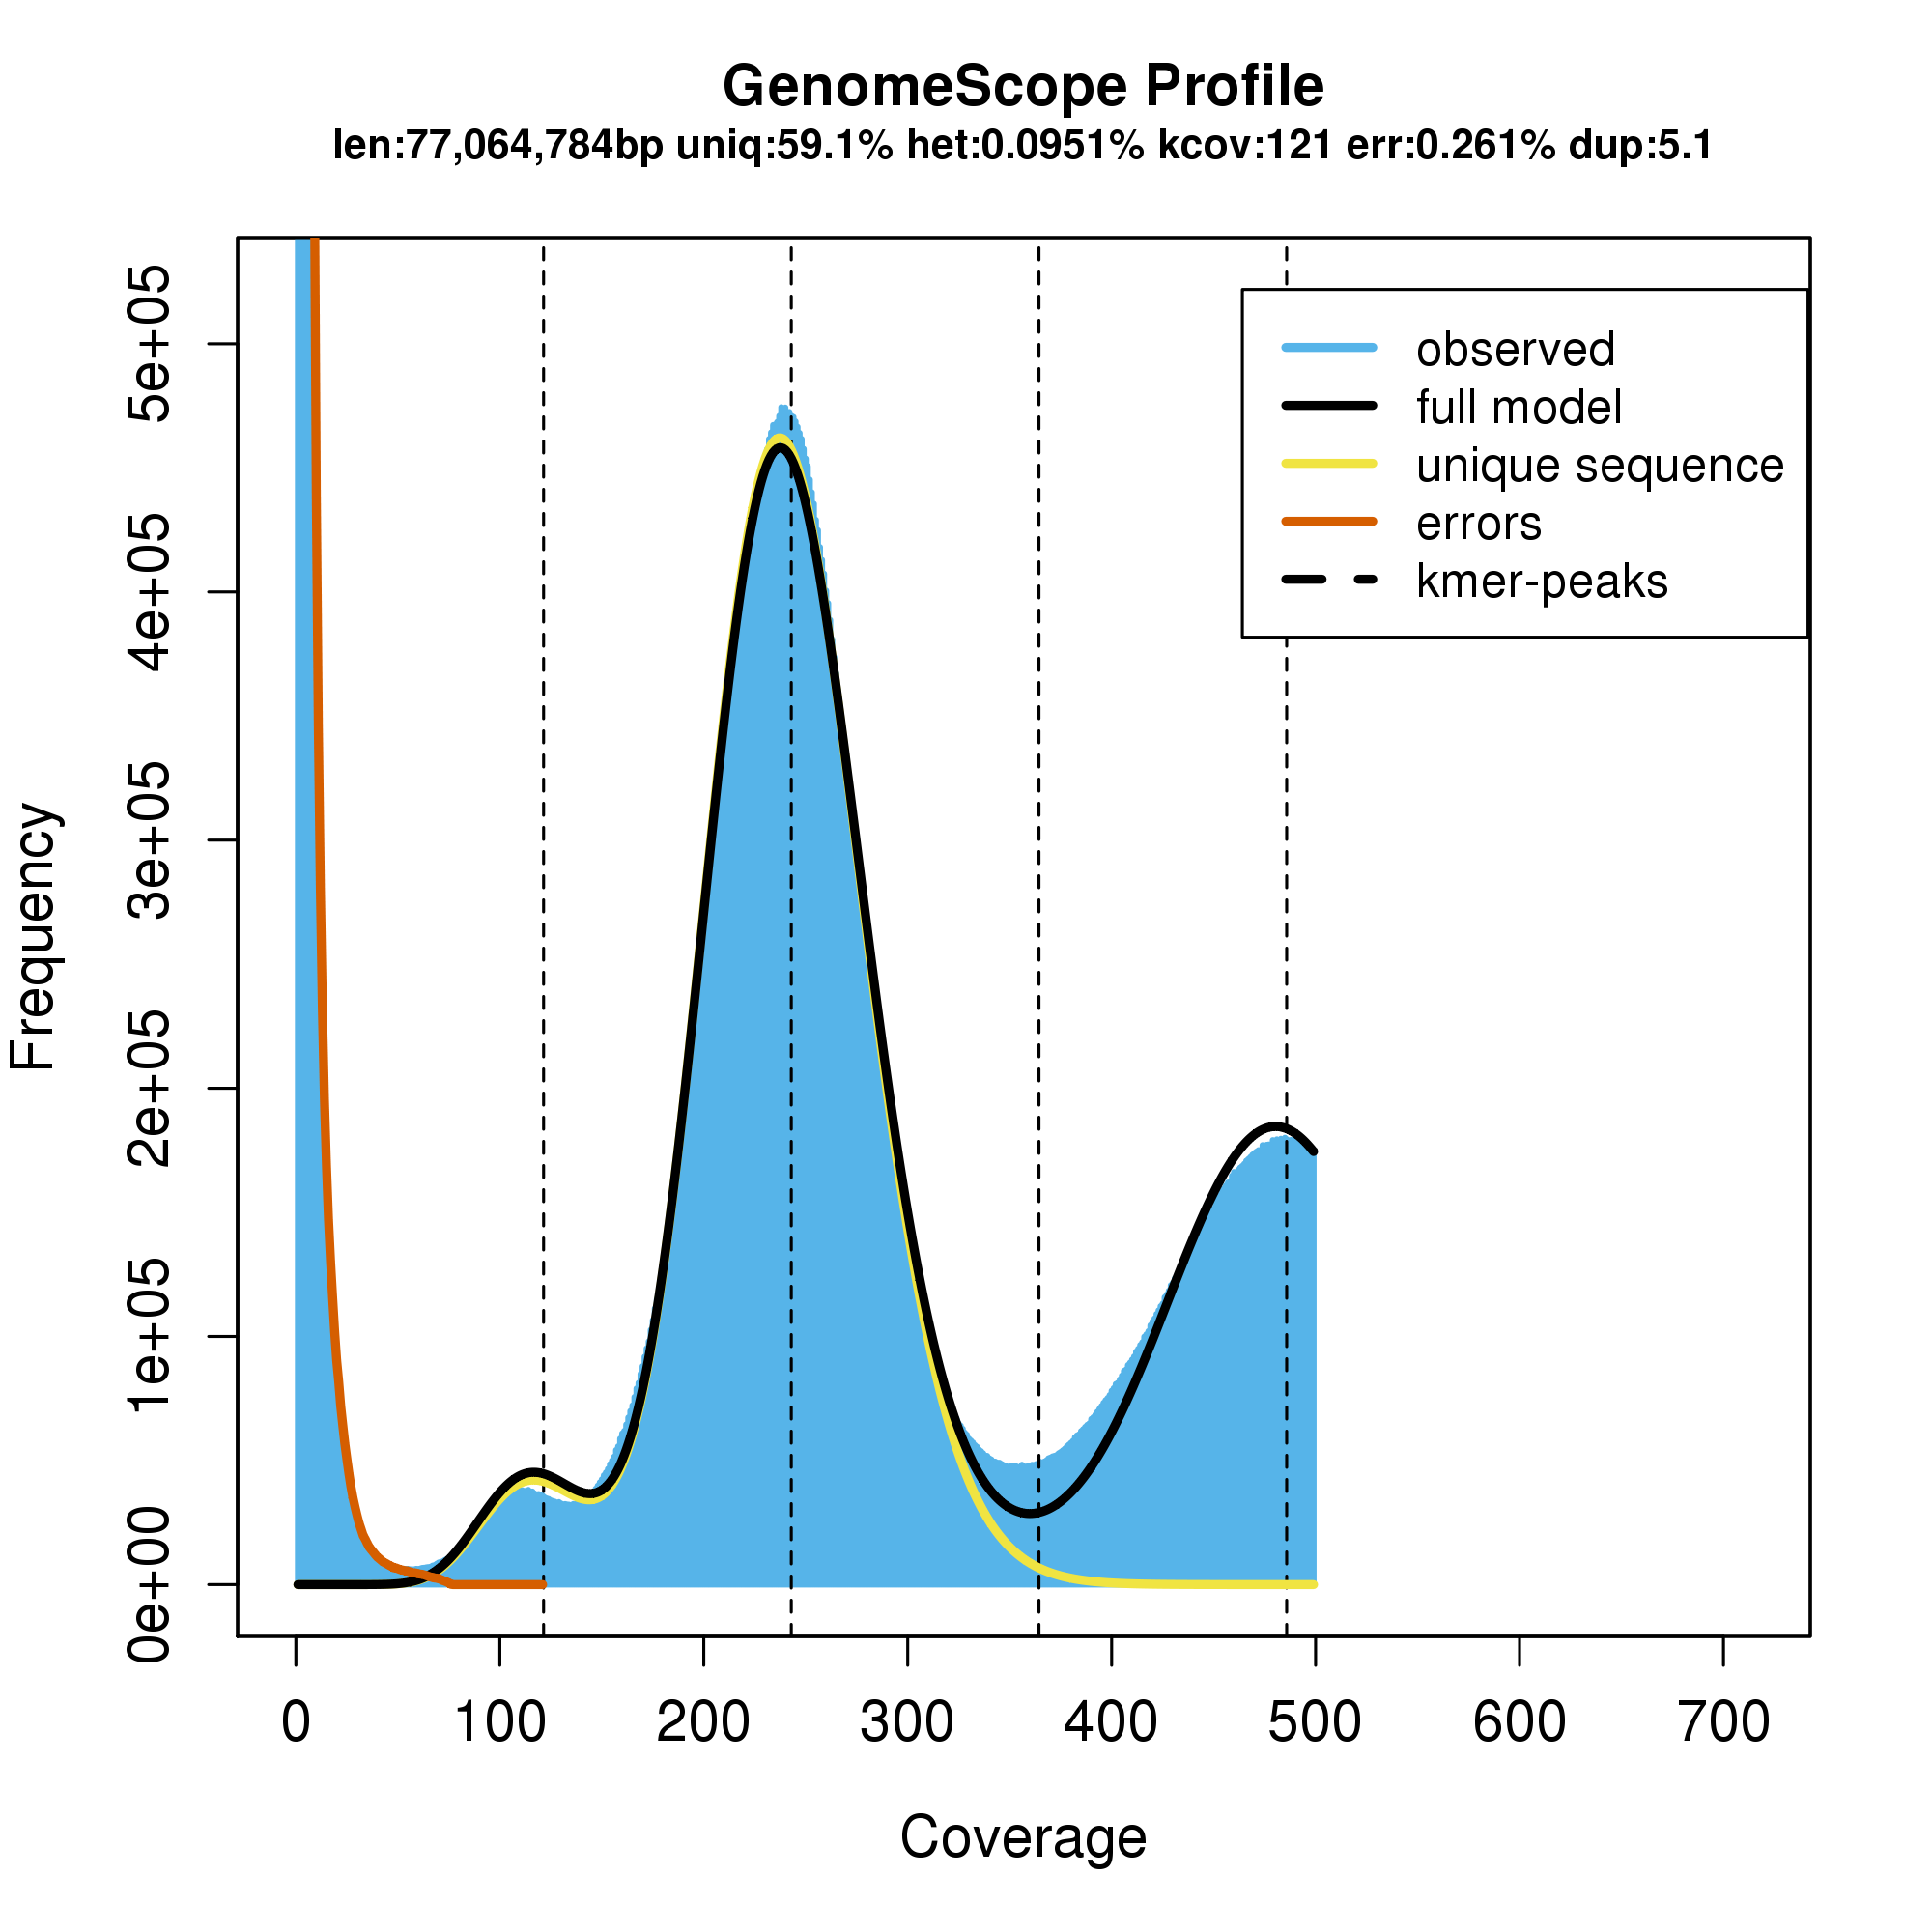 GenomeScope Profile
len:77,064,784bp uniq:59.1% het:0.0951% kcov:121 err:0.261% dup:5.1
observed
full model
unique sequence
errors
kmer-peaks
Frequency
5e+05
4e+05
3e+05
2e+05
1e+05
0e+00
0 100 200 300 400 500 600 700
Coverage